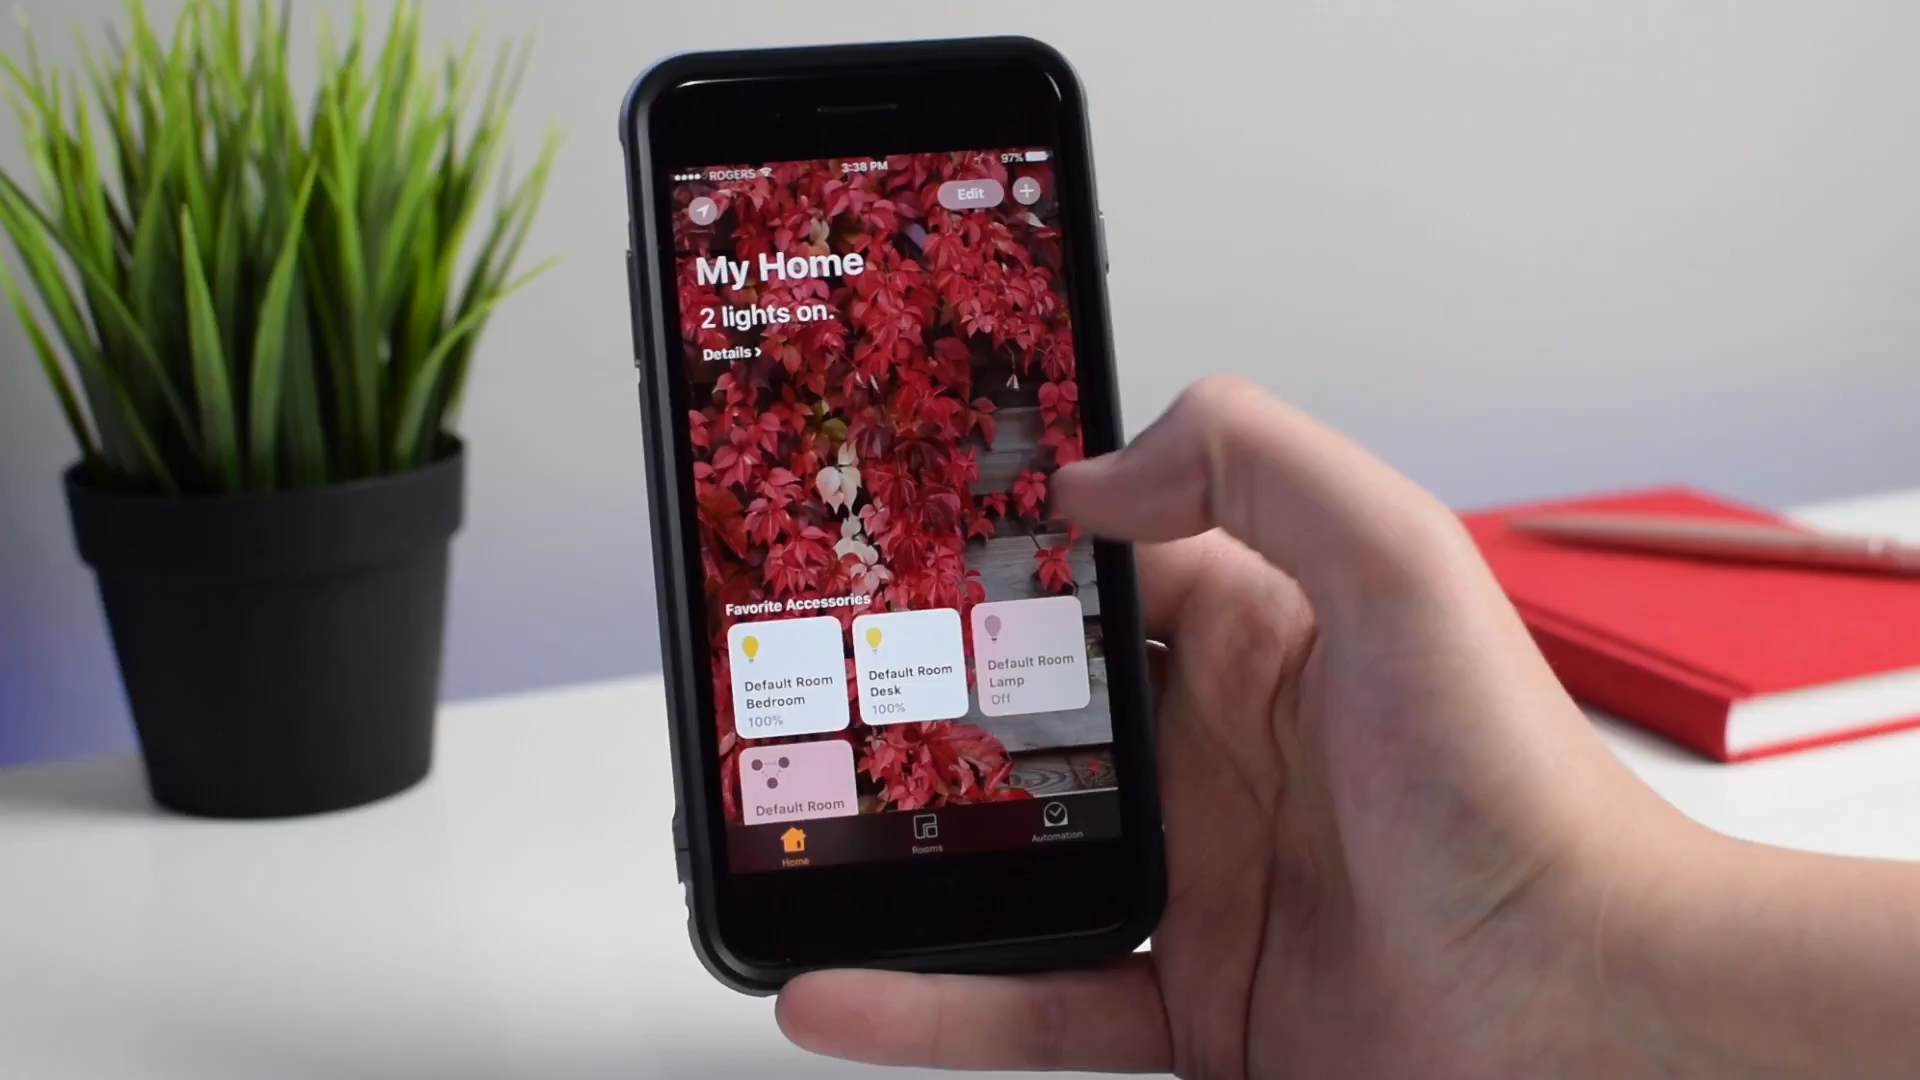 ROGERS 3:38 PM 97%
Edit
My Home
2 lights on.
Details ›
Favorite Accessories
Default Room
Bedroom
100%
Default Room
Desk
100%
Default Room
Lamp
Off
Default Room
Home
Rooms
Automation